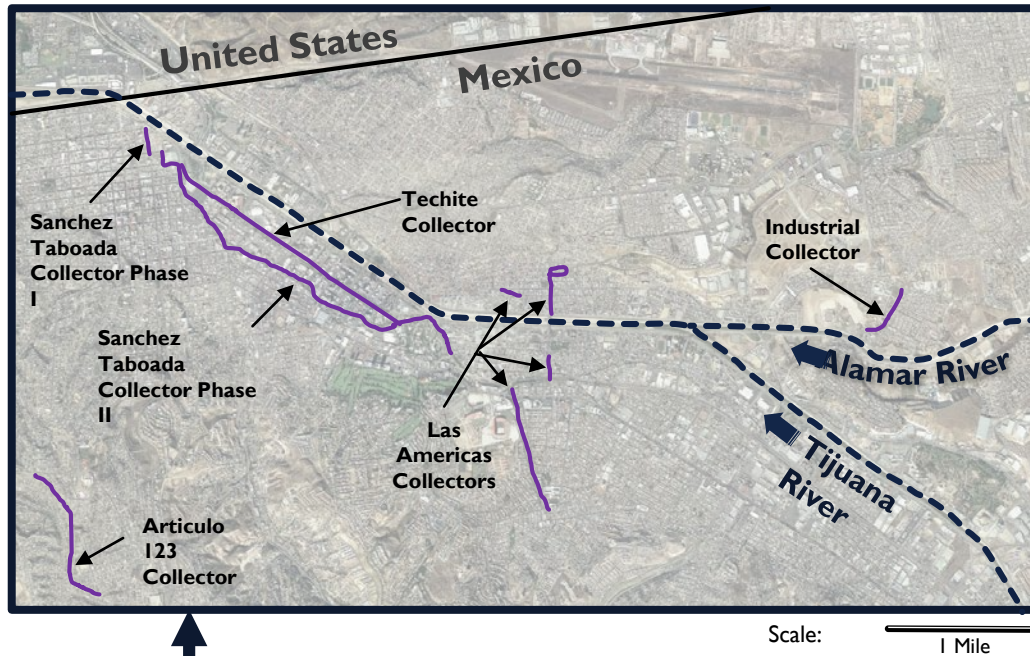 United States
Mexico
Sanchez
Taboada
Collector Phase
I
Techite
Collector
Industrial
Collector
Sanchez
Taboada
Collector Phase
II
Alamar River
Las
Americas
Collectors
Tijuana
River
Articulo
123
Collector
Scale:
1 Mile